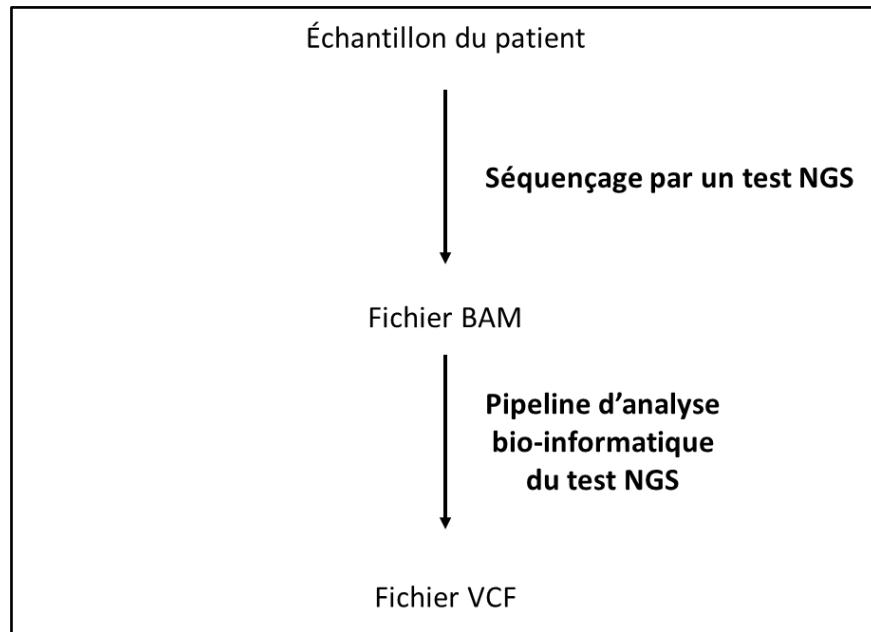 Échantillon du patient
Séquençage par un test NGS
Fichier BAM
Pipeline d’analyse
bio-informatique
du test NGS
Fichier VCF